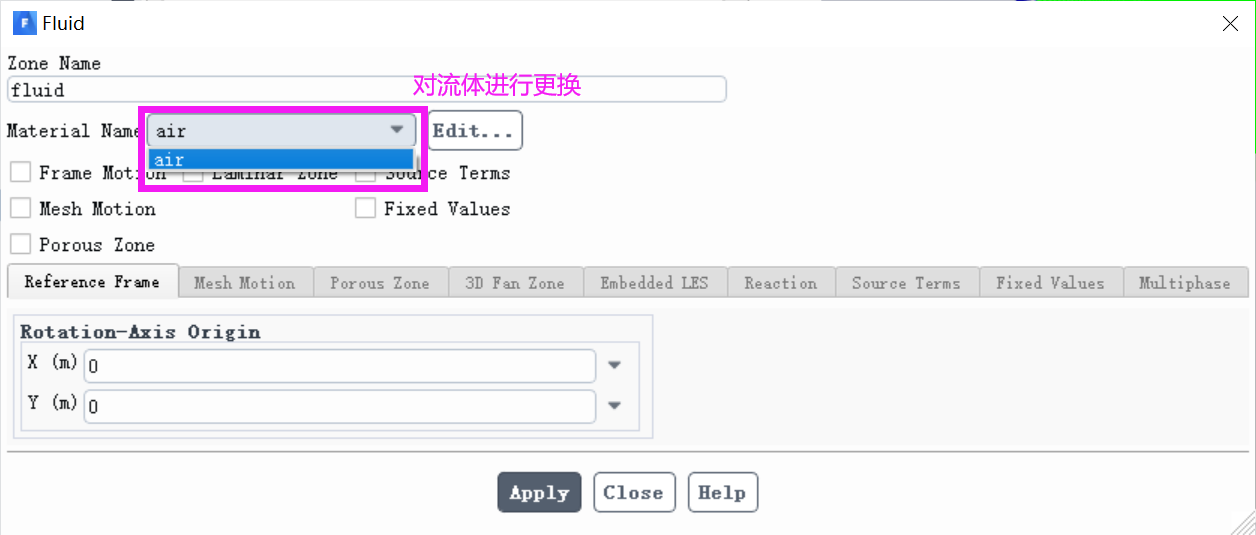 F Fluid
Zone Name
fluid
对流体进行更换
Material Name air Edit...
air
Frame Motion Laminar Zone Source Terms
Mesh Motion Fixed Values
Porous Zone
Reference Frame Mesh Motion Porous Zone 3D Fan Zone Embedded LES Reaction Source Terms Fixed Values Multiphase
Rotation-Axis Origin
X (m) 0
Y (m) 0
Apply Close Help